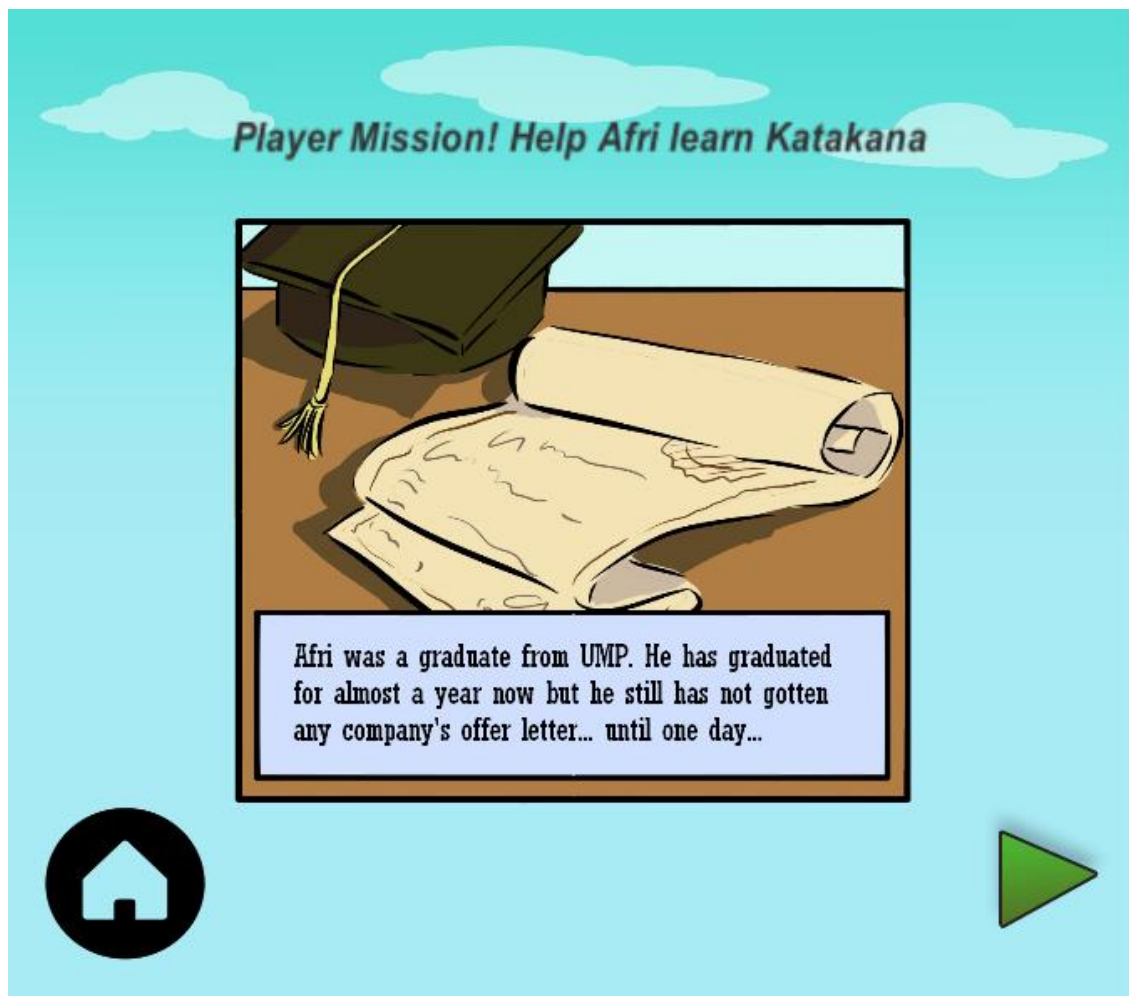 Player Mission! Help Afri learn Katakana
Afri was a graduate from UMP. He has graduated
for almost a year now but he still has not gotten
any company's offer letter... until one day...